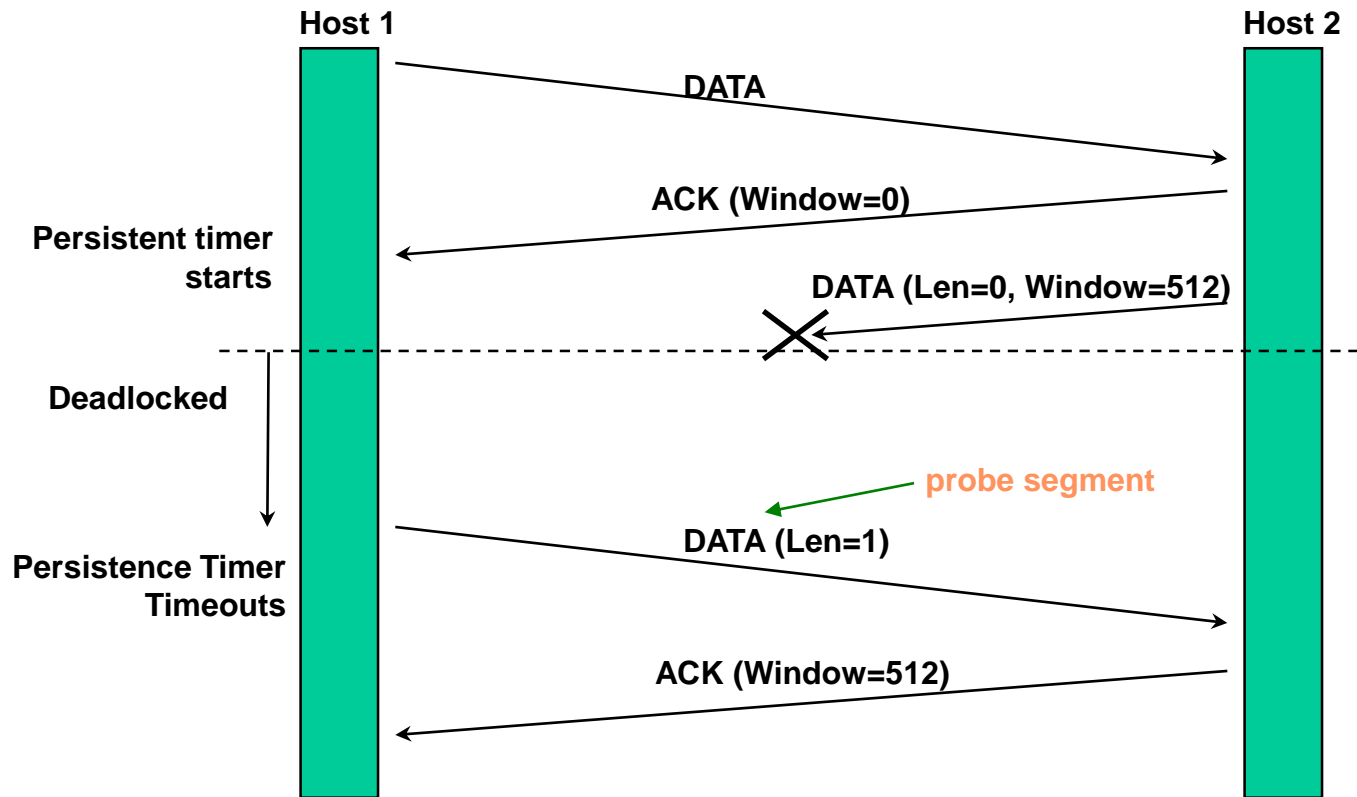 Host 1
Host 2
DATA
ACK (Window=0)
Persistent timer
starts
DATA (Len=0, Window=512)
Deadlocked
probe segment
DATA (Len=1)
Persistence Timer
Timeouts
ACK (Window=512)